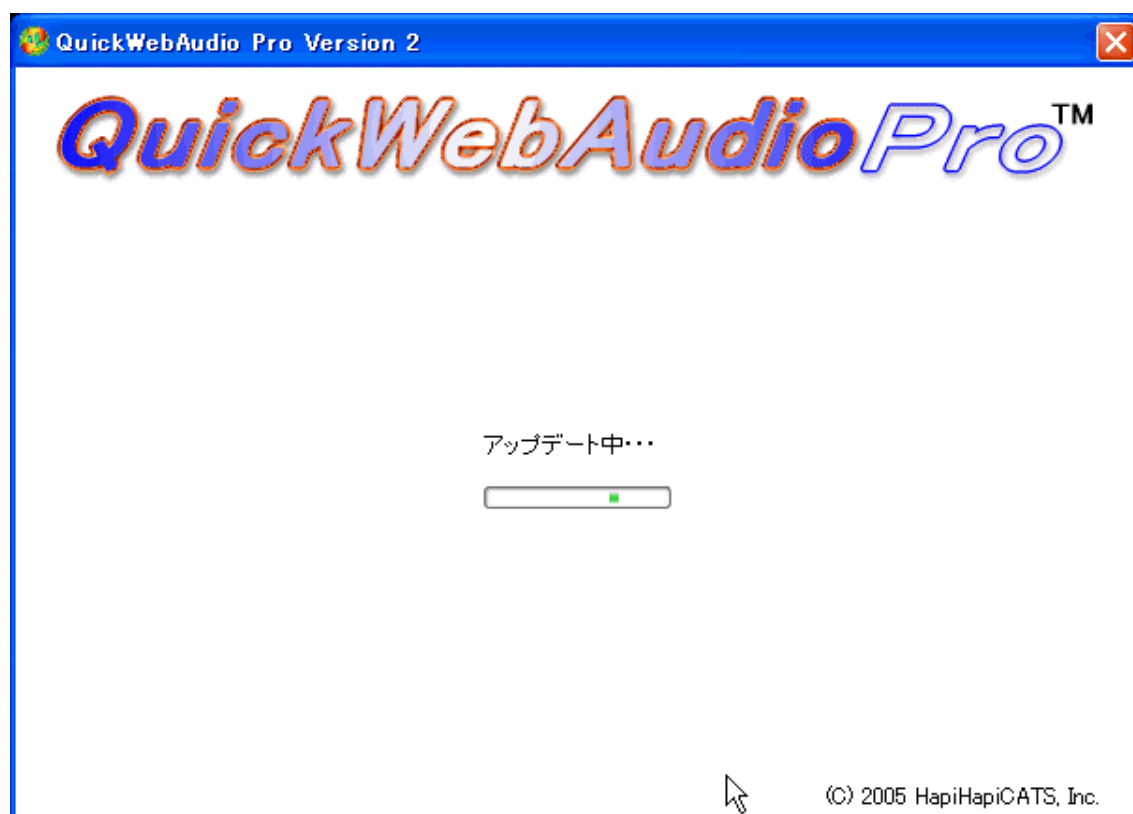 QuickWebAudio Pro Version 2
QuickWebAudioPro™
アップデート中･･･
(C) 2005 HapiHapiCATS, Inc.